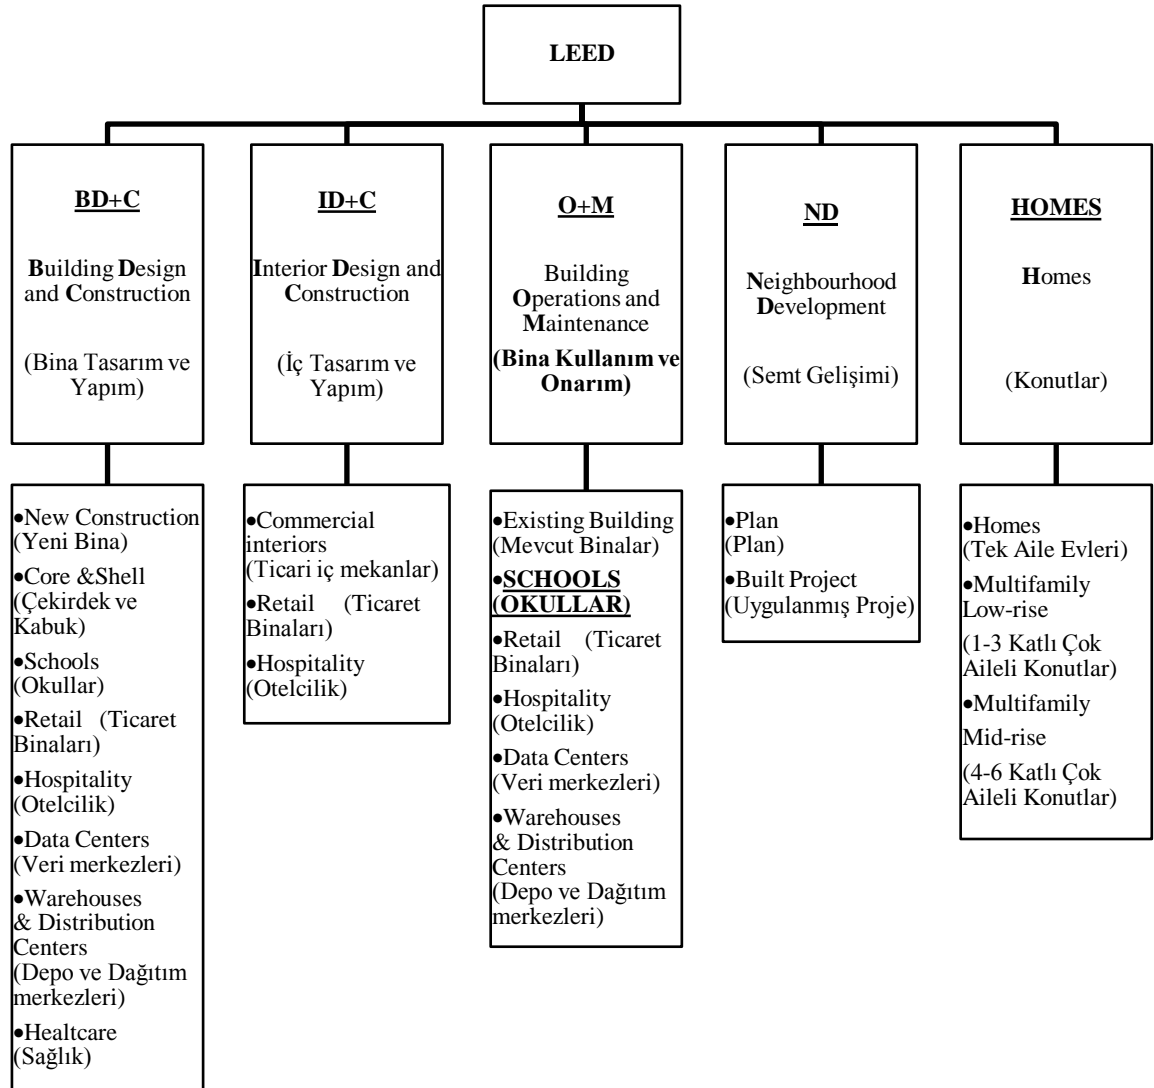 LEED
BD+C
Building Design
and Construction
(Bina Tasarım ve
Yapım)
ID+C
Interior Design and
Construction
(İç Tasarım ve
Yapım)
O+M
Building
Operations and
Maintenance
(Bina Kullanım ve
Onarım)
ND
Neighbourhood
Development
(Semt Gelişimi)
HOMES
Homes
(Konutlar)
•New Construction
(Yeni Bina)
•Core &Shell
(Çekirdek ve
Kabuk)
•Schools
(Okullar)
•Retail (Ticaret
Binaları)
•Hospitality
(Otelcilik)
•Data Centers
(Veri merkezleri)
•Warehouses
& Distribution
Centers
(Depo ve Dağıtım
merkezleri)
•Healtcare
(Sağlık)
•Commercial
interiors
(Ticari iç mekanlar)
•Retail (Ticaret
Binaları)
•Hospitality
(Otelcilik)
•Existing Building
(Mevcut Binalar)
•SCHOOLS
(OKULLAR)
•Retail (Ticaret
Binaları)
•Hospitality
(Otelcilik)
•Data Centers
(Veri merkezleri)
•Warehouses
& Distribution
Centers
(Depo ve Dağıtım
merkezleri)
•Plan
(Plan)
•Built Project
(Uygulanmış Proje)
•Homes
(Tek Aile Evleri)
•Multifamily
Low-rise
(1-3 Katlı Çok
Aileli Konutlar)
•Multifamily
Mid-rise
(4-6 Katlı Çok
Aileli Konutlar)